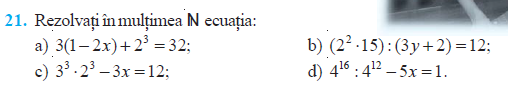 21. Rezolvați în mulțimea N ecuația:
a) 3(1–2x)+2³ =32; b) (2² ·15):(3y+2)=12;
c) 3³ ·2³ –3x=12; d) 4¹⁶ :4¹² –5x=1.